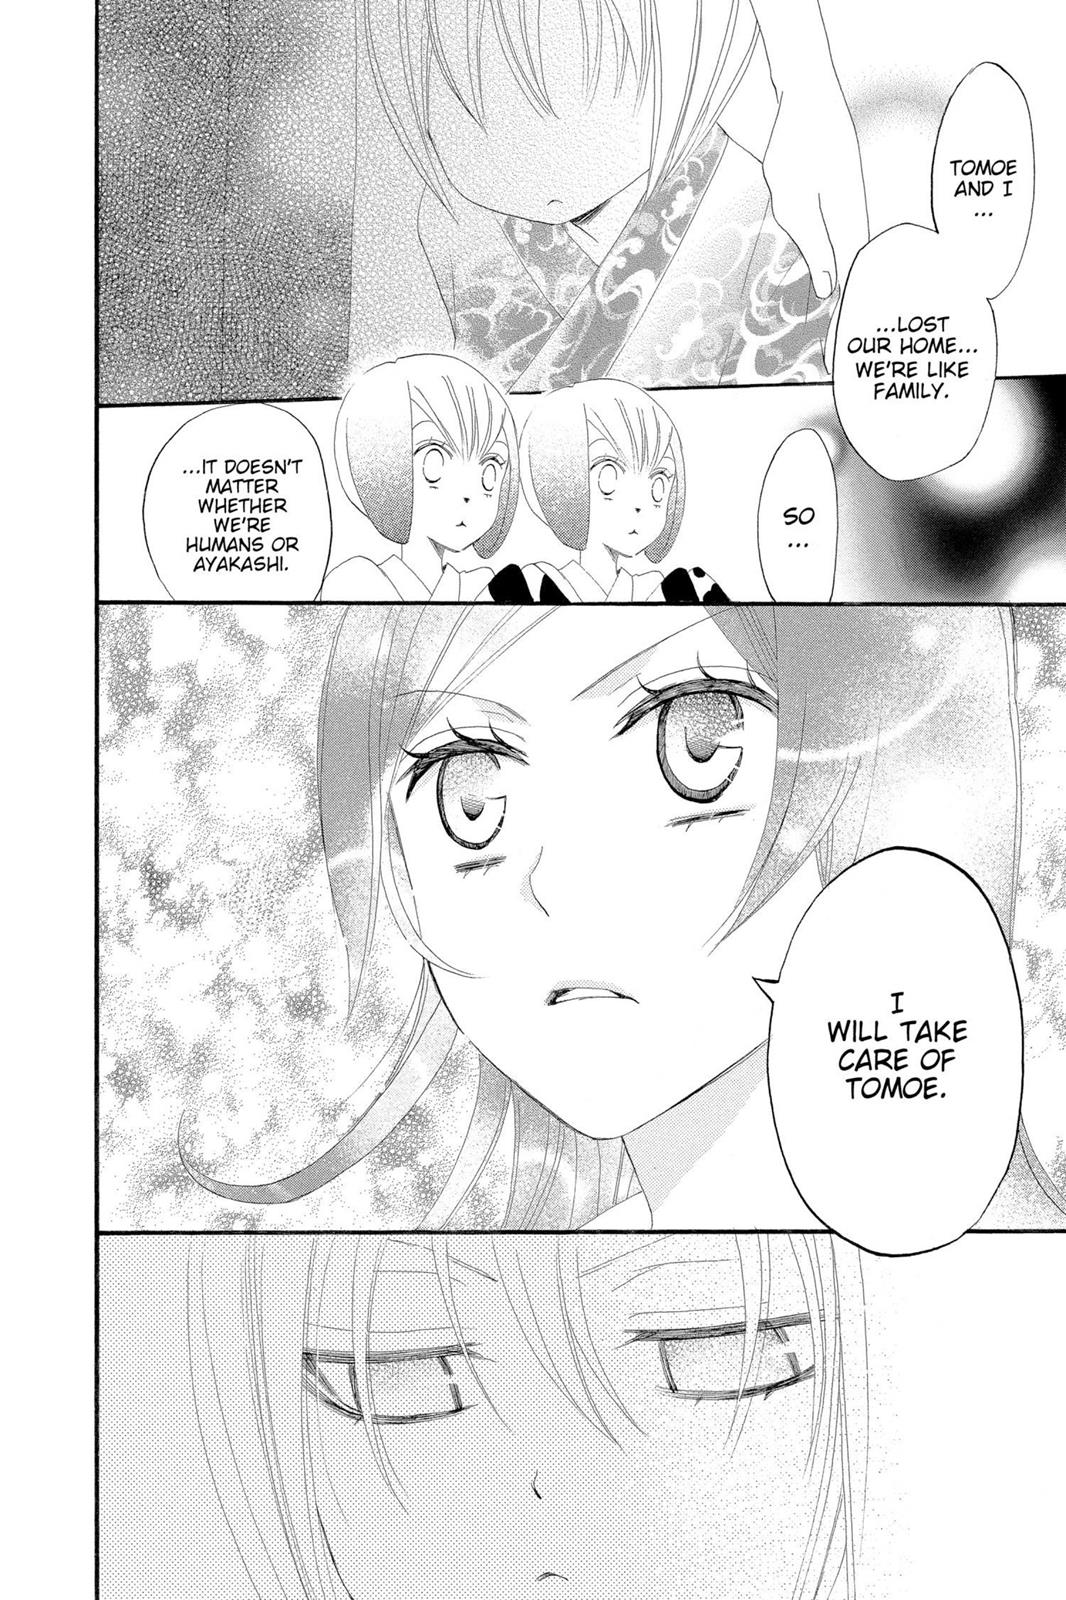 TOMOE
AND I
...
...LOST
OUR HOME...
WE'RE LIKE
FAMILY.
SO
...
...IT DOESN'T
MATTER
WHETHER
WE'RE
HUMANS OR
AYAKASHI.
I
WILL TAKE
CARE OF
TOMOE.